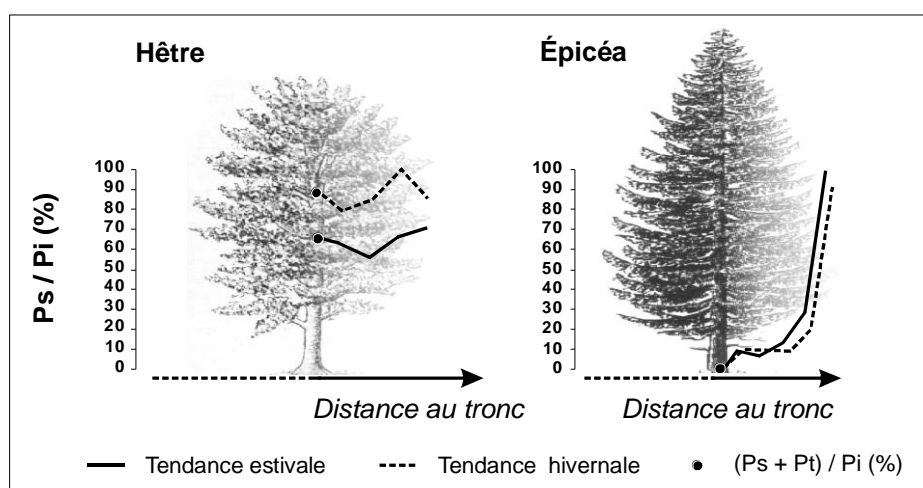 Hêtre
Épicéa
Ps / Pi (%)
100
90
80
70
60
50
40
30
20
10
0
100
90
80
70
60
50
40
30
20
10
0
Distance au tronc
Distance au tronc
Tendance estivale
Tendance hivernale
(Ps + Pt) / Pi (%)